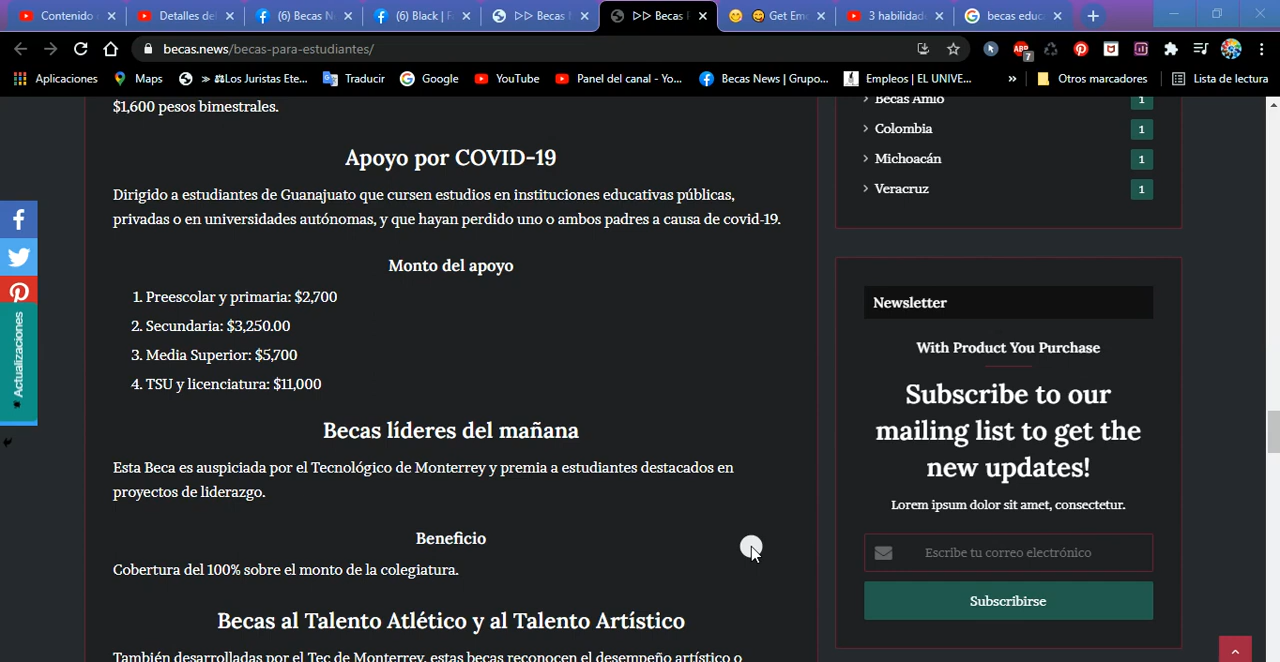 Contenido
Detalles de
(6) Becas N
(6) Black | F
▷▷ Becas
▷▷ Becas
Get Em
3 habilidad
becas educ
becas.news/becas-para-estudiantes/
7
Aplicaciones
Maps
» ⚖Los Juristas Ete...
Traducir
Google
YouTube
Panel del canal - Yo...
Becas News | Grupo...
Empleos | EL UNIVE...
»
Otros marcadores
Lista de lectura
$1,600 pesos bimestrales.
Apoyo por COVID-19
Dirigido a estudiantes de Guanajuato que cursen estudios en instituciones educativas públicas,
privadas o en universidades autónomas, y que hayan perdido uno o ambos padres a causa de covid-19.
Monto del apoyo
1. Preescolar y primaria: $2,700
2. Secundaria: $3,250.00
3. Media Superior: $5,700
4. TSU y licenciatura: $11,000
Becas líderes del mañana
Esta Beca es auspiciada por el Tecnológico de Monterrey y premia a estudiantes destacados en
proyectos de liderazgo.
Beneficio
Cobertura del 100% sobre el monto de la colegiatura.
Becas al Talento Atlético y al Talento Artístico
También desarrolladas por el Tec de Monterrey, estas becas reconocen el desempeño artístico o
Actualizaciones
Becas Amlo 1
Colombia 1
Michoacán 1
Veracruz 1
Newsletter
With Product You Purchase
Subscribe to our
mailing list to get the
new updates!
Lorem ipsum dolor sit amet, consectetur.
Escribe tu correo electrónico
Subscribirse